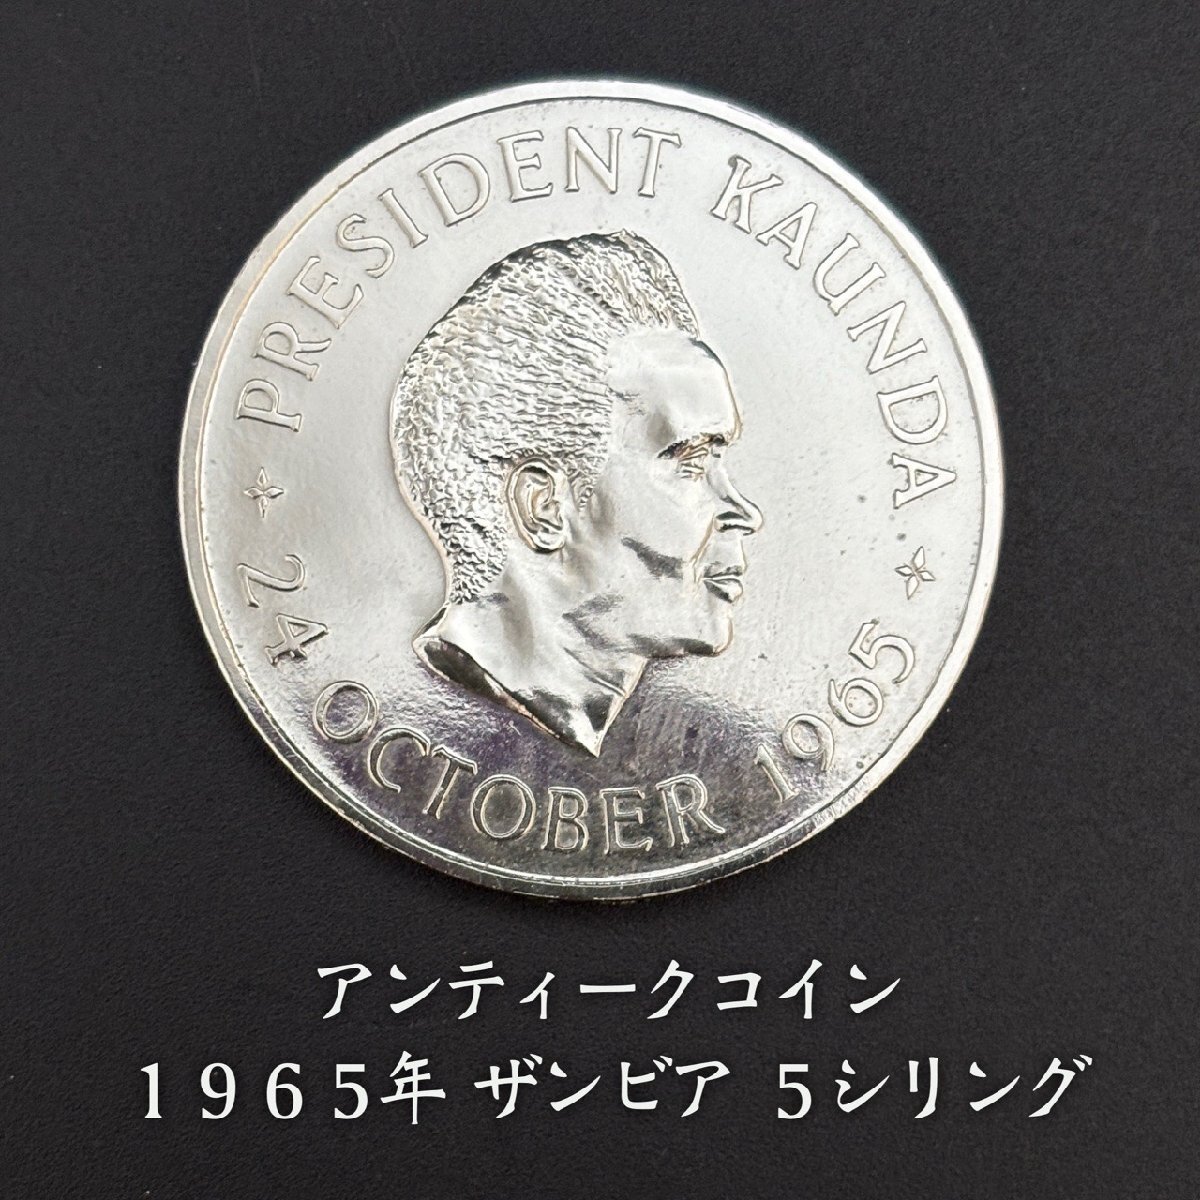 PRESIDENT KAUNDA
24 OCTOBER 1965
アンティークコイン
1965年 ザンビア 5シリング